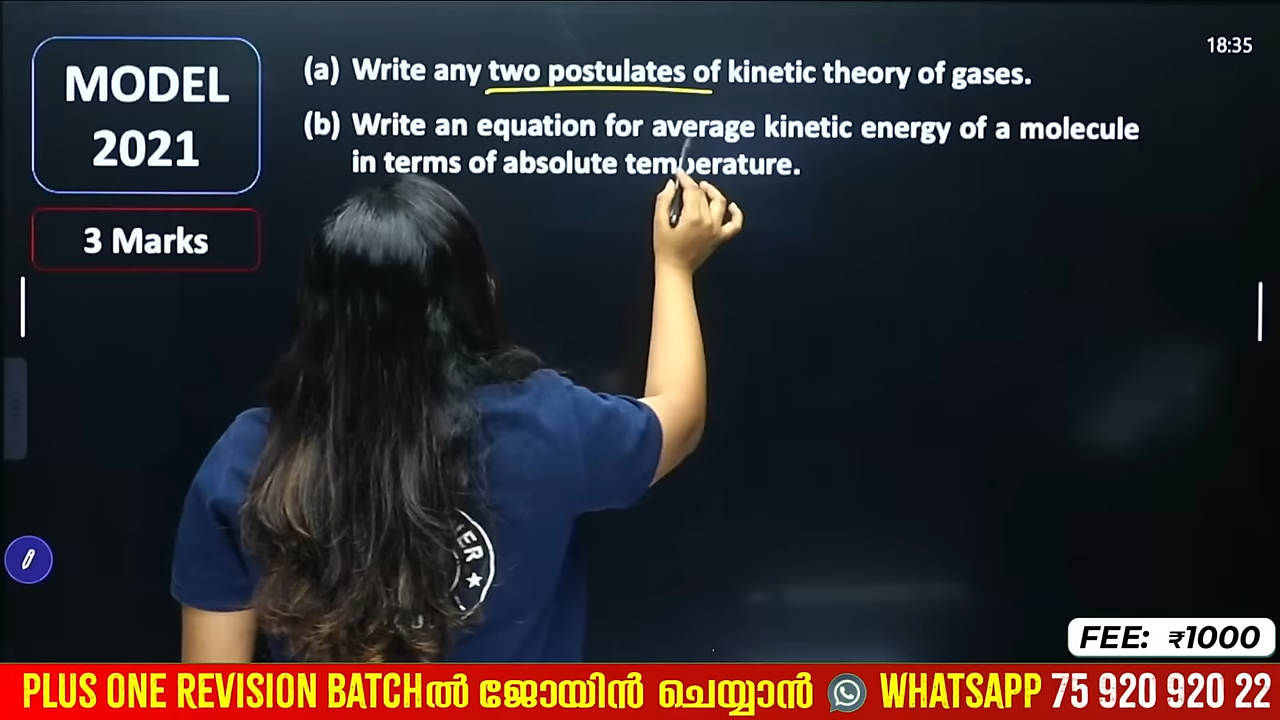 18:35
MODEL
2021
3 Marks
(a) Write any two postulates of kinetic theory of gases.
(b) Write an equation for average kinetic energy of a molecule
in terms of absolute temperature.
FEE: ₹1000
PLUS ONE REVISION BATCHൽ ജോയിൻ ചെയ്യാൻ WHATSAPP 75 920 920 22